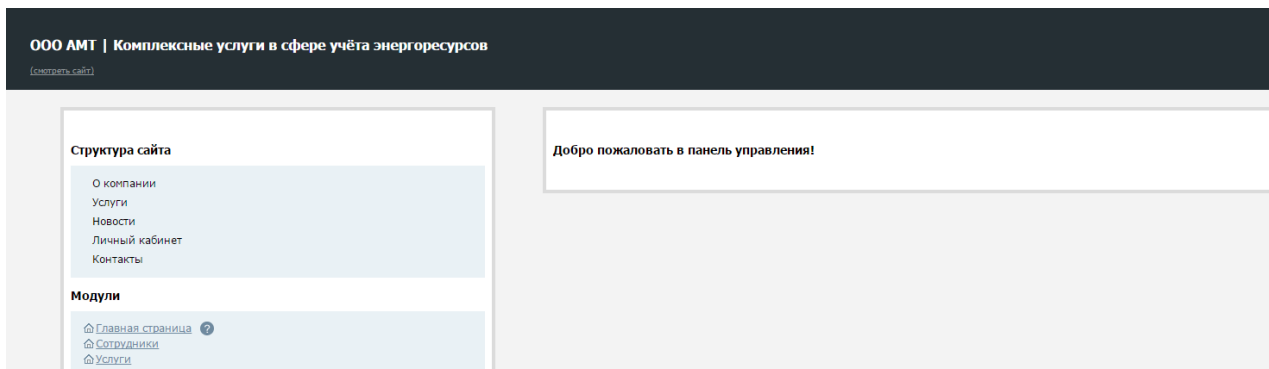 ООО АМТ | Комплексные услуги в сфере учёта энергоресурсов
(смотреть сайт)
Структура сайта
О компании
Услуги
Новости
Личный кабинет
Контакты
Модули
Главная страница ?
Сотрудники
Услуги
Добро пожаловать в панель управления!